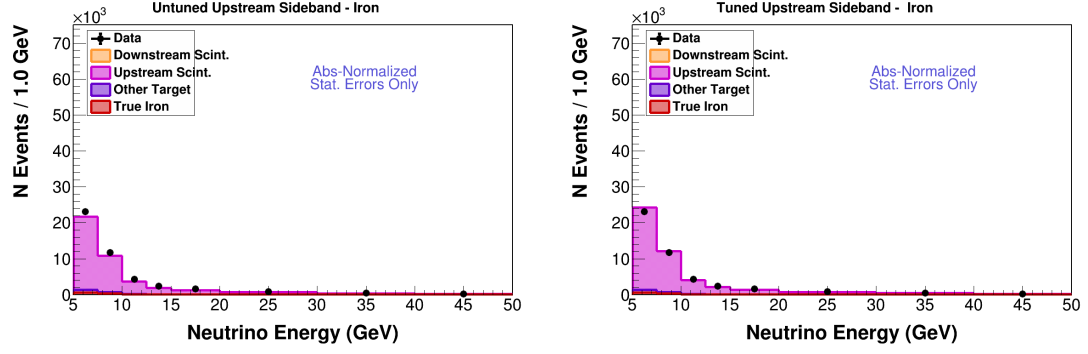 Untuned Upstream Sideband - Iron
×10³
N Events / 1.0 GeV
70
60
50
40
30
20
10
0
Data
Downstream Scint.
Upstream Scint.
Other Target
True Iron
Abs-Normalized
Stat. Errors Only
5 10 15 20 25 30 35 40 45 50
Neutrino Energy (GeV)
Tuned Upstream Sideband - Iron
×10³
N Events / 1.0 GeV
70
60
50
40
30
20
10
0
Data
Downstream Scint.
Upstream Scint.
Other Target
True Iron
Abs-Normalized
Stat. Errors Only
5 10 15 20 25 30 35 40 45 50
Neutrino Energy (GeV)